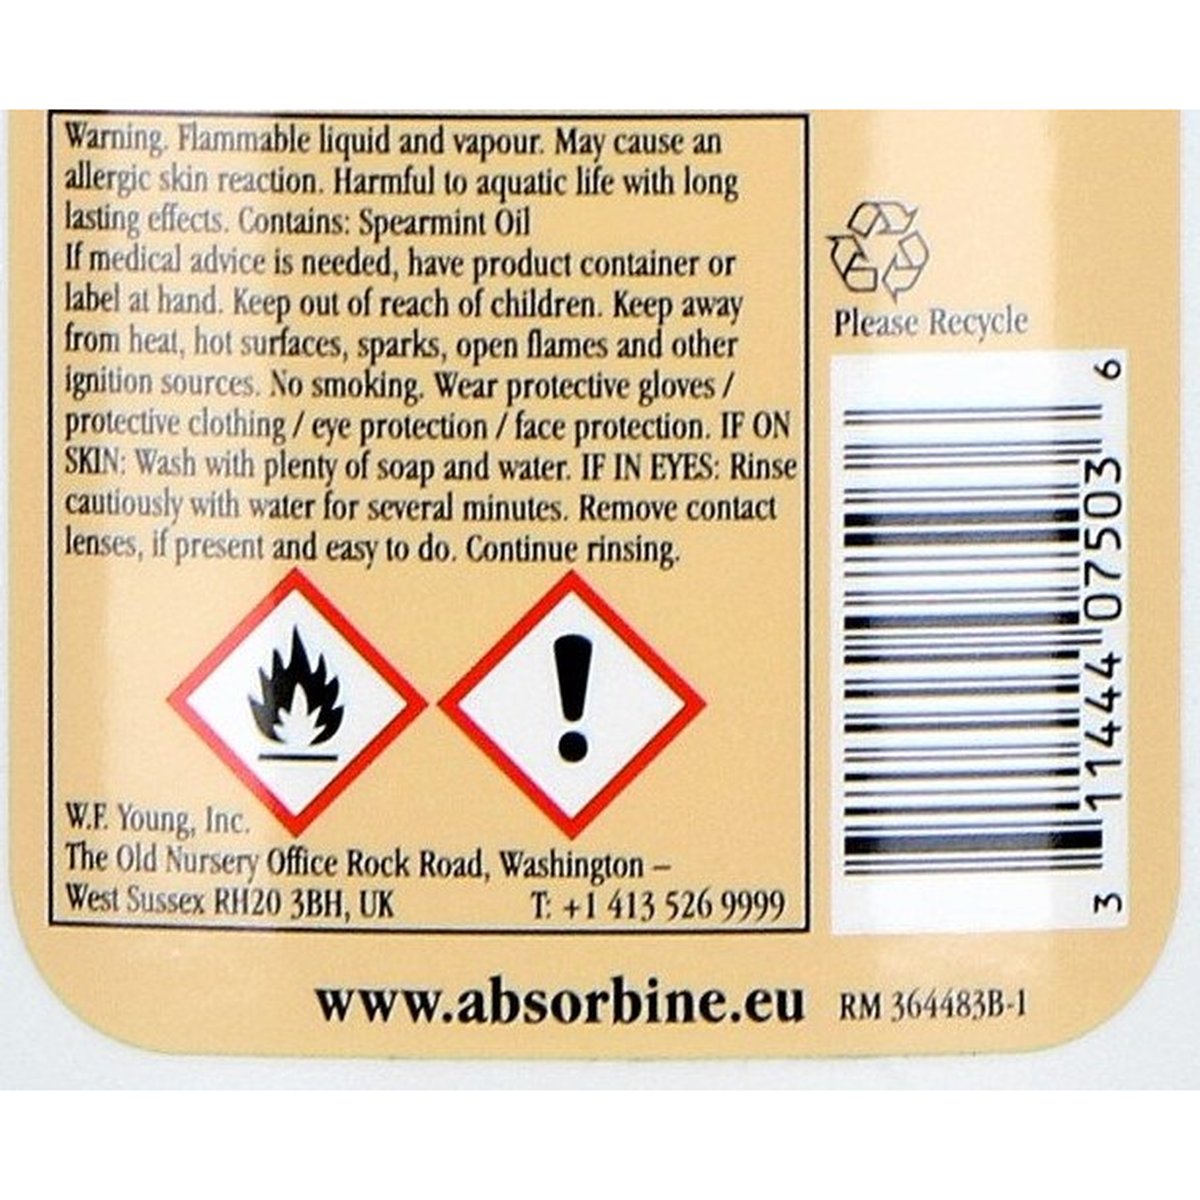 Warning. Flammable liquid and vapour. May cause an
allergic skin reaction. Harmful to aquatic life with long
lasting effects. Contains: Spearmint Oil
If medical advice is needed, have product container or
label at hand. Keep out of reach of children. Keep away
from heat, hot surfaces, sparks, open flames and other
ignition sources. No smoking. Wear protective gloves /
protective clothing / eye protection / face protection. IF ON
SKIN: Wash with plenty of soap and water. IF IN EYES: Rinse
cautiously with water for several minutes. Remove contact
lenses, if present and easy to do. Continue rinsing.
W.F. Young, Inc.
The Old Nursery Office Rock Road, Washington –
West Sussex RH20 3BH, UK T: +1 413 526 9999
Please Recycle
3 11444 07503 6
www.absorbine.eu RM 364483B-1